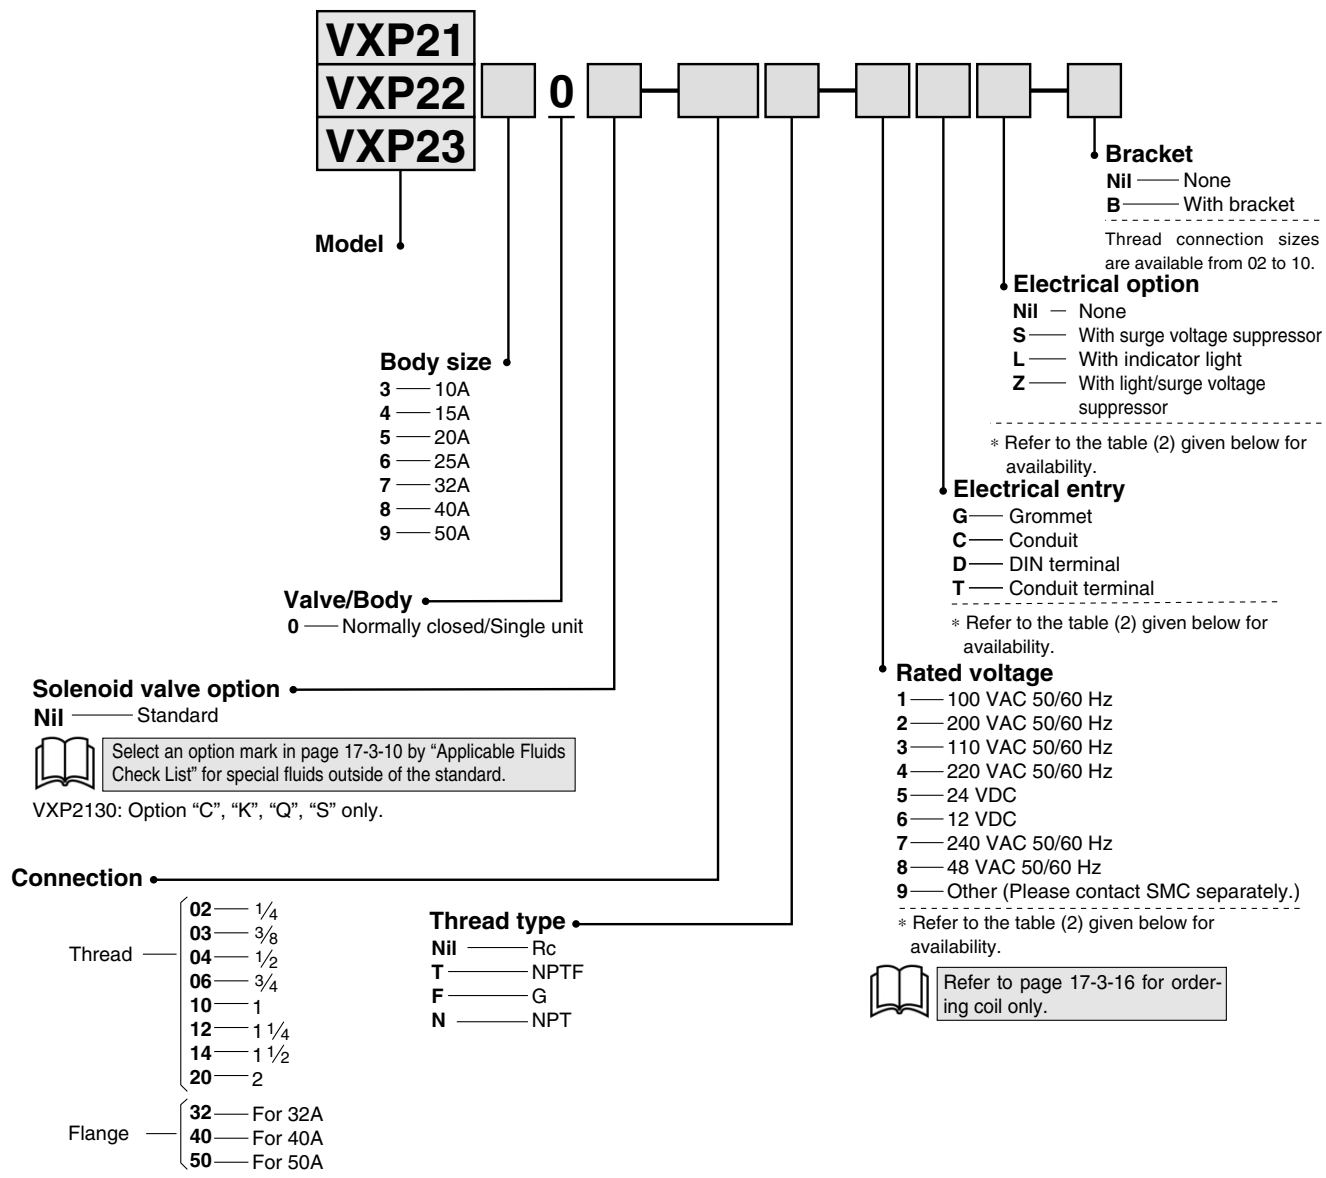 VXP21
VXP22
VXP23
0
Model
Bracket
Nil None
B With bracket
Thread connection sizes
are available from 02 to 10.
Electrical option
Nil None
S With surge voltage suppressor
L With indicator light
Z With light/surge voltage
suppressor
* Refer to the table (2) given below for
availability.
Body size
3 10A
4 15A
5 20A
6 25A
7 32A
8 40A
9 50A
Electrical entry
G Grommet
C Conduit
D DIN terminal
T Conduit terminal
* Refer to the table (2) given below for
availability.
Valve/Body
0 Normally closed/Single unit
Rated voltage
1 100 VAC 50/60 Hz
2 200 VAC 50/60 Hz
3 110 VAC 50/60 Hz
4 220 VAC 50/60 Hz
5 24 VDC
6 12 VDC
7 240 VAC 50/60 Hz
8 48 VAC 50/60 Hz
9 Other (Please contact SMC separately.)
* Refer to the table (2) given below for
availability.
Refer to page 17-3-16 for order-
ing coil only.
Solenoid valve option
Nil Standard
Select an option mark in page 17-3-10 by “Applicable Fluids
Check List” for special fluids outside of the standard.
VXP2130: Option “C”, “K”, “Q”, “S” only.
Connection
Thread
02 1/4
03 3/8
04 1/2
06 3/4
10 1
12 1 1/4
14 1 1/2
20 2
Flange
32 For 32A
40 For 40A
50 For 50A
Thread type
Nil Rc
T NPTF
F G
N NPT